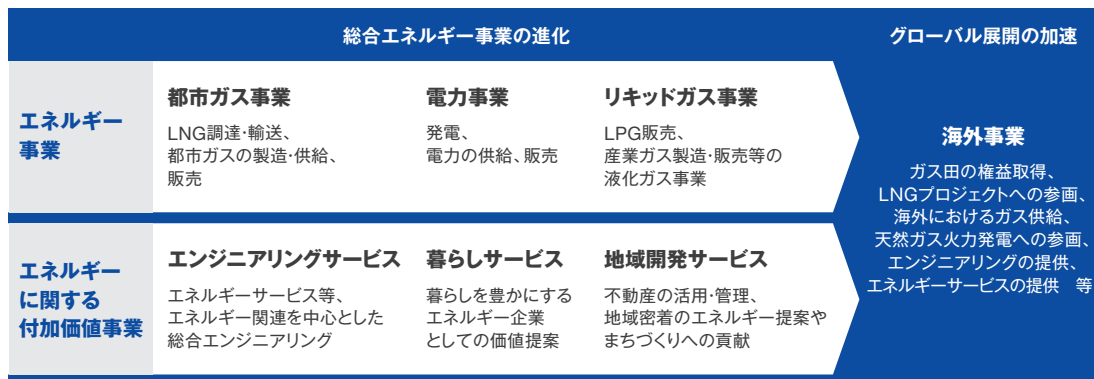 総合エネルギー事業の進化
グローバル展開の加速
エネルギー
事業
都市ガス事業
LNG調達・輸送、
都市ガスの製造・供給、
販売
電力事業
発電、
電力の供給、販売
リキッドガス事業
LPG販売、
産業ガス製造・販売等の
液化ガス事業
エネルギー
に関する
付加価値事業
エンジニアリングサービス
エネルギーサービス等、
エネルギー関連を中心とした
総合エンジニアリング
暮らしサービス
暮らしを豊かにする
エネルギー企業
としての価値提案
地域開発サービス
不動産の活用・管理、
地域密着のエネルギー提案や
まちづくりへの貢献
海外事業
ガス田の権益取得、
LNGプロジェクトへの参画、
海外におけるガス供給、
天然ガス火力発電への参画、
エンジニアリングの提供、
エネルギーサービスの提供　等